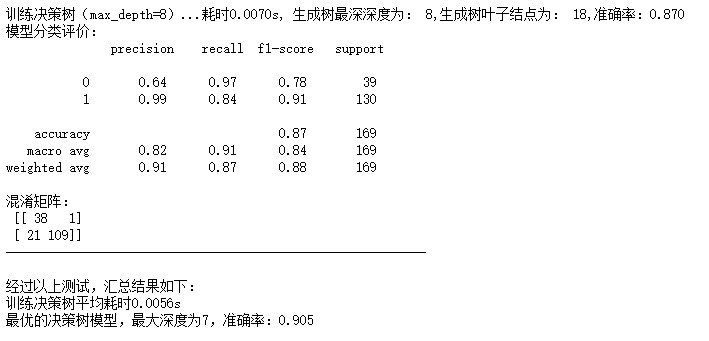 训练决策树（max_depth=8）...耗时0.0070s, 生成树最深深度为： 8,生成树叶子结点为： 18,准确率：0.870
模型分类评价：
precision recall f1-score support
0 0.64 0.97 0.78 39
1 0.99 0.84 0.91 130
accuracy 0.87 169
macro avg 0.82 0.91 0.84 169
weighted avg 0.91 0.87 0.88 169
混淆矩阵：
[[ 38 1]
[ 21 109]]
经过以上测试，汇总结果如下：
训练决策树平均耗时0.0056s
最优的决策树模型，最大深度为7，准确率：0.905